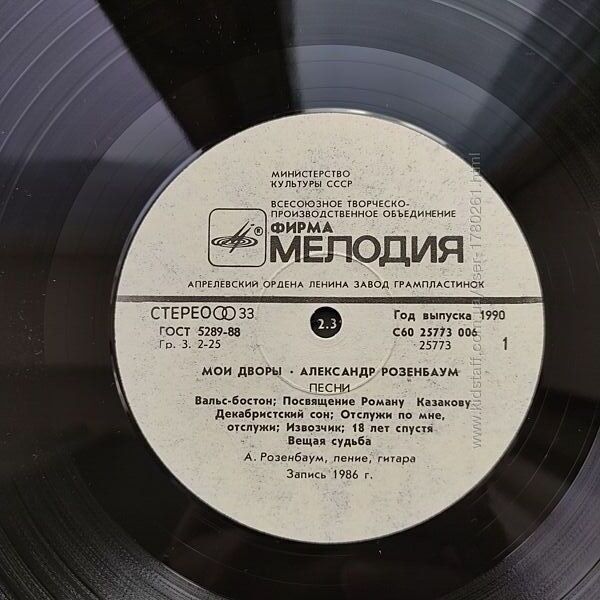 МИНИСТЕРСТВО
КУЛЬТУРЫ СССР
ВСЕСОЮЗНОЕ ТВОРЧЕСКО-
ПРОИЗВОДСТВЕННОЕ ОБЪЕДИНЕНИЕ
®
ФИРМА
МЕЛОДИЯ
АПРЕЛЕВСКИЙ ОРДЕНА ЛЕНИНА ЗАВОД ГРАМПЛАСТИНОК
СТЕРЕО 33
2.3
Год выпуска 1990
ГОСТ 5289-88
С60 25773 006
Гр. 3. 2-25
25773
1
МОИ ДВОРЫ · АЛЕКСАНДР РОЗЕНБАУМ
ПЕСНИ
Вальс-бостон; Посвящение Роману Казакову
Декабристский сон; Отслужи по мне,
отслужи; Извозчик; 18 лет спустя
Вещая судьба
А. Розенбаум, пение, гитара
Запись 1986 г.